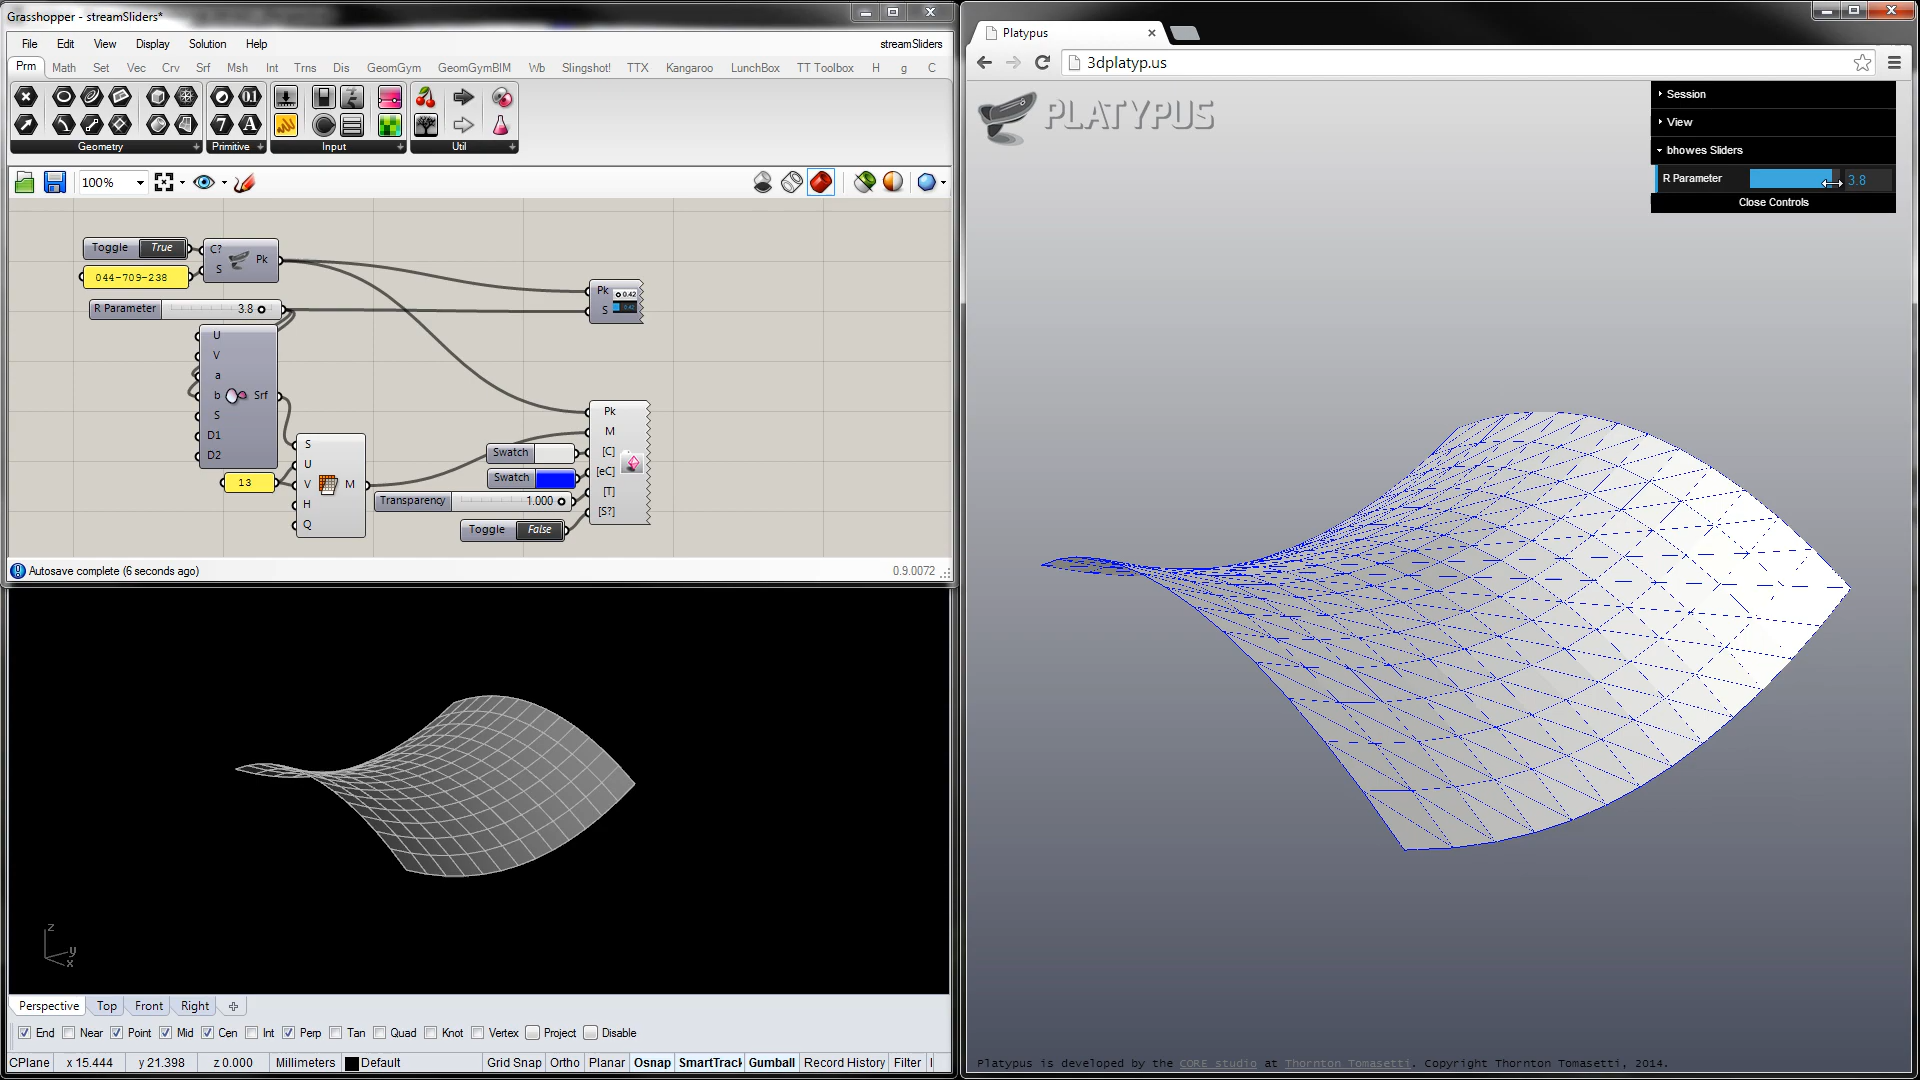 Grasshopper - streamSliders*
File Edit View Display Solution Help streamSliders
Prm Math Set Vec Crv Srf Msh Int Trns Dis GeomGym GeomGymBIM Wb Slingshot! TTX Kangaroo LunchBox TT Toolbox H g C
Geometry Primitive Input Util
100%
Toggle True
C?
S
Pk
044-709-238
R Parameter 3.8
U
V
a
b
S
D1
D2
Srf
13
S
U
V
H
Q
M
Pk
S
0.42
Swatch
Swatch
Transparency 1.000
Toggle False
Pk
M
[C]
[eC]
[T]
[S?]
Autosave complete (6 seconds ago) 0.9.0072
z
y
x
Perspective Top Front Right
End Near Point Mid Cen Int Perp Tan Quad Knot Vertex Project Disable
CPlane x 15.444 y 21.398 z 0.000 Millimeters Default Grid Snap Ortho Planar Osnap SmartTrack Gumball Record History Filter
Platypus
3dplatyp.us
PLATYPUS
Session
View
bhowes Sliders
R Parameter 3.8
Close Controls
Platypus is developed by the CORE studio at Thornton Tomasetti. Copyright Thornton Tomasetti, 2014.